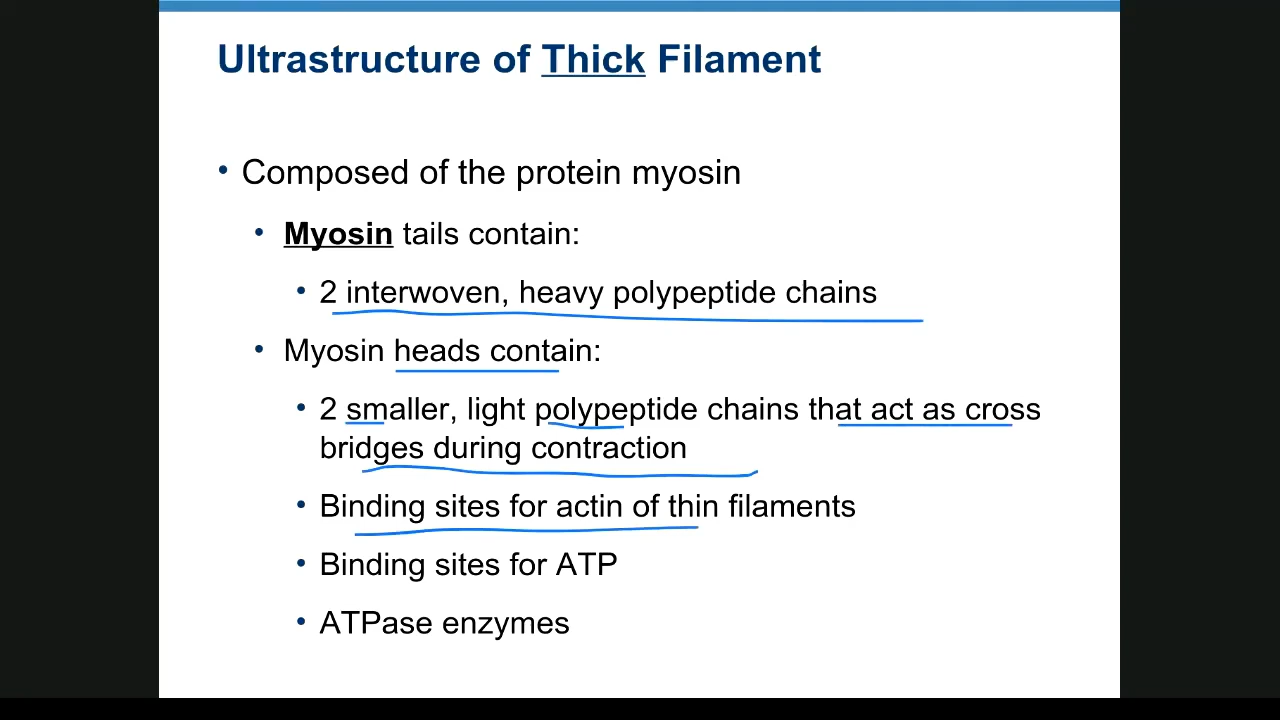 Ultrastructure of Thick Filament
• Composed of the protein myosin
• Myosin tails contain:
• 2 interwoven, heavy polypeptide chains
• Myosin heads contain:
• 2 smaller, light polypeptide chains that act as cross
bridges during contraction
• Binding sites for actin of thin filaments
• Binding sites for ATP
• ATPase enzymes